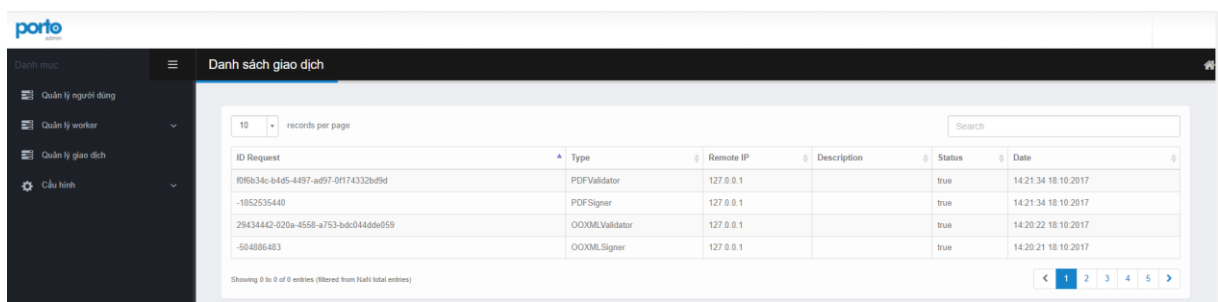 porto
admin
Danh mục
Danh sách giao dịch
Quản lý người dùng
Quản lý worker
Quản lý giao dịch
Cấu hình
10 records per page
Search
ID Request Type Remote IP Description Status Date
f0f6b34c-b4d5-4497-ad97-0f174332bd9d PDFValidator 127.0.0.1 true 14:21:34 18:10:2017
-1852535440 PDFSigner 127.0.0.1 true 14:21:34 18:10:2017
29434442-020a-4558-a753-bdc044dde059 OOXMLValidator 127.0.0.1 true 14:20:22 18:10:2017
-504886483 OOXMLSigner 127.0.0.1 true 14:20:21 18:10:2017
Showing 0 to 0 of 0 entries (filtered from NaN total entries)
1 2 3 4 5